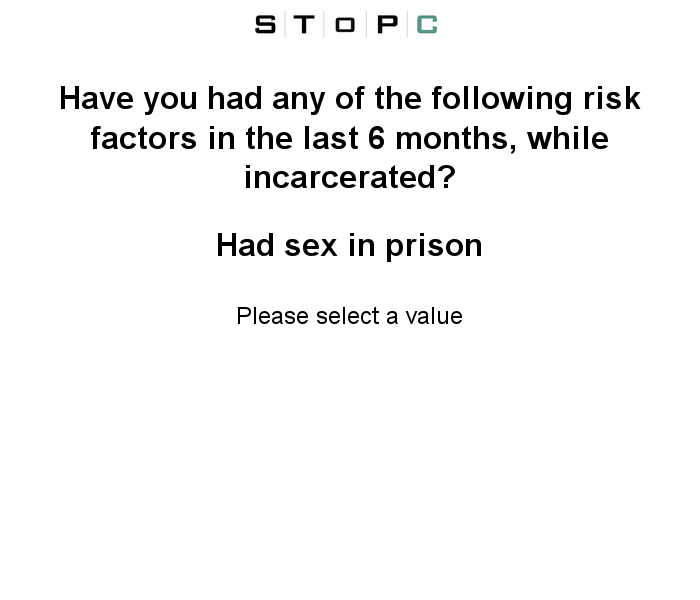 STOPC
Have you had any of the following risk
factors in the last 6 months, while
incarcerated?
Had sex in prison
Please select a value